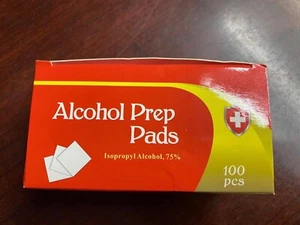 Alcohol Prep
Pads
Isopropyl Alcohol, 75%
100
pcs